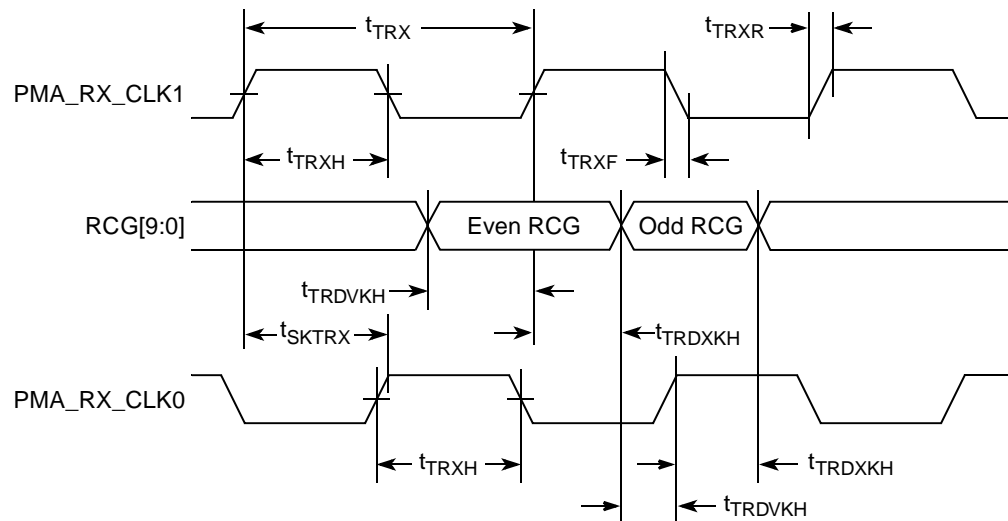 tTRX
tTRXR
PMA_RX_CLK1
tTRXH
tTRXF
RCG[9:0]
Even RCG
Odd RCG
tTRDVKH
tSKTRX
tTRDXKH
PMA_RX_CLK0
tTRXH
tTRDXKH
tTRDVKH